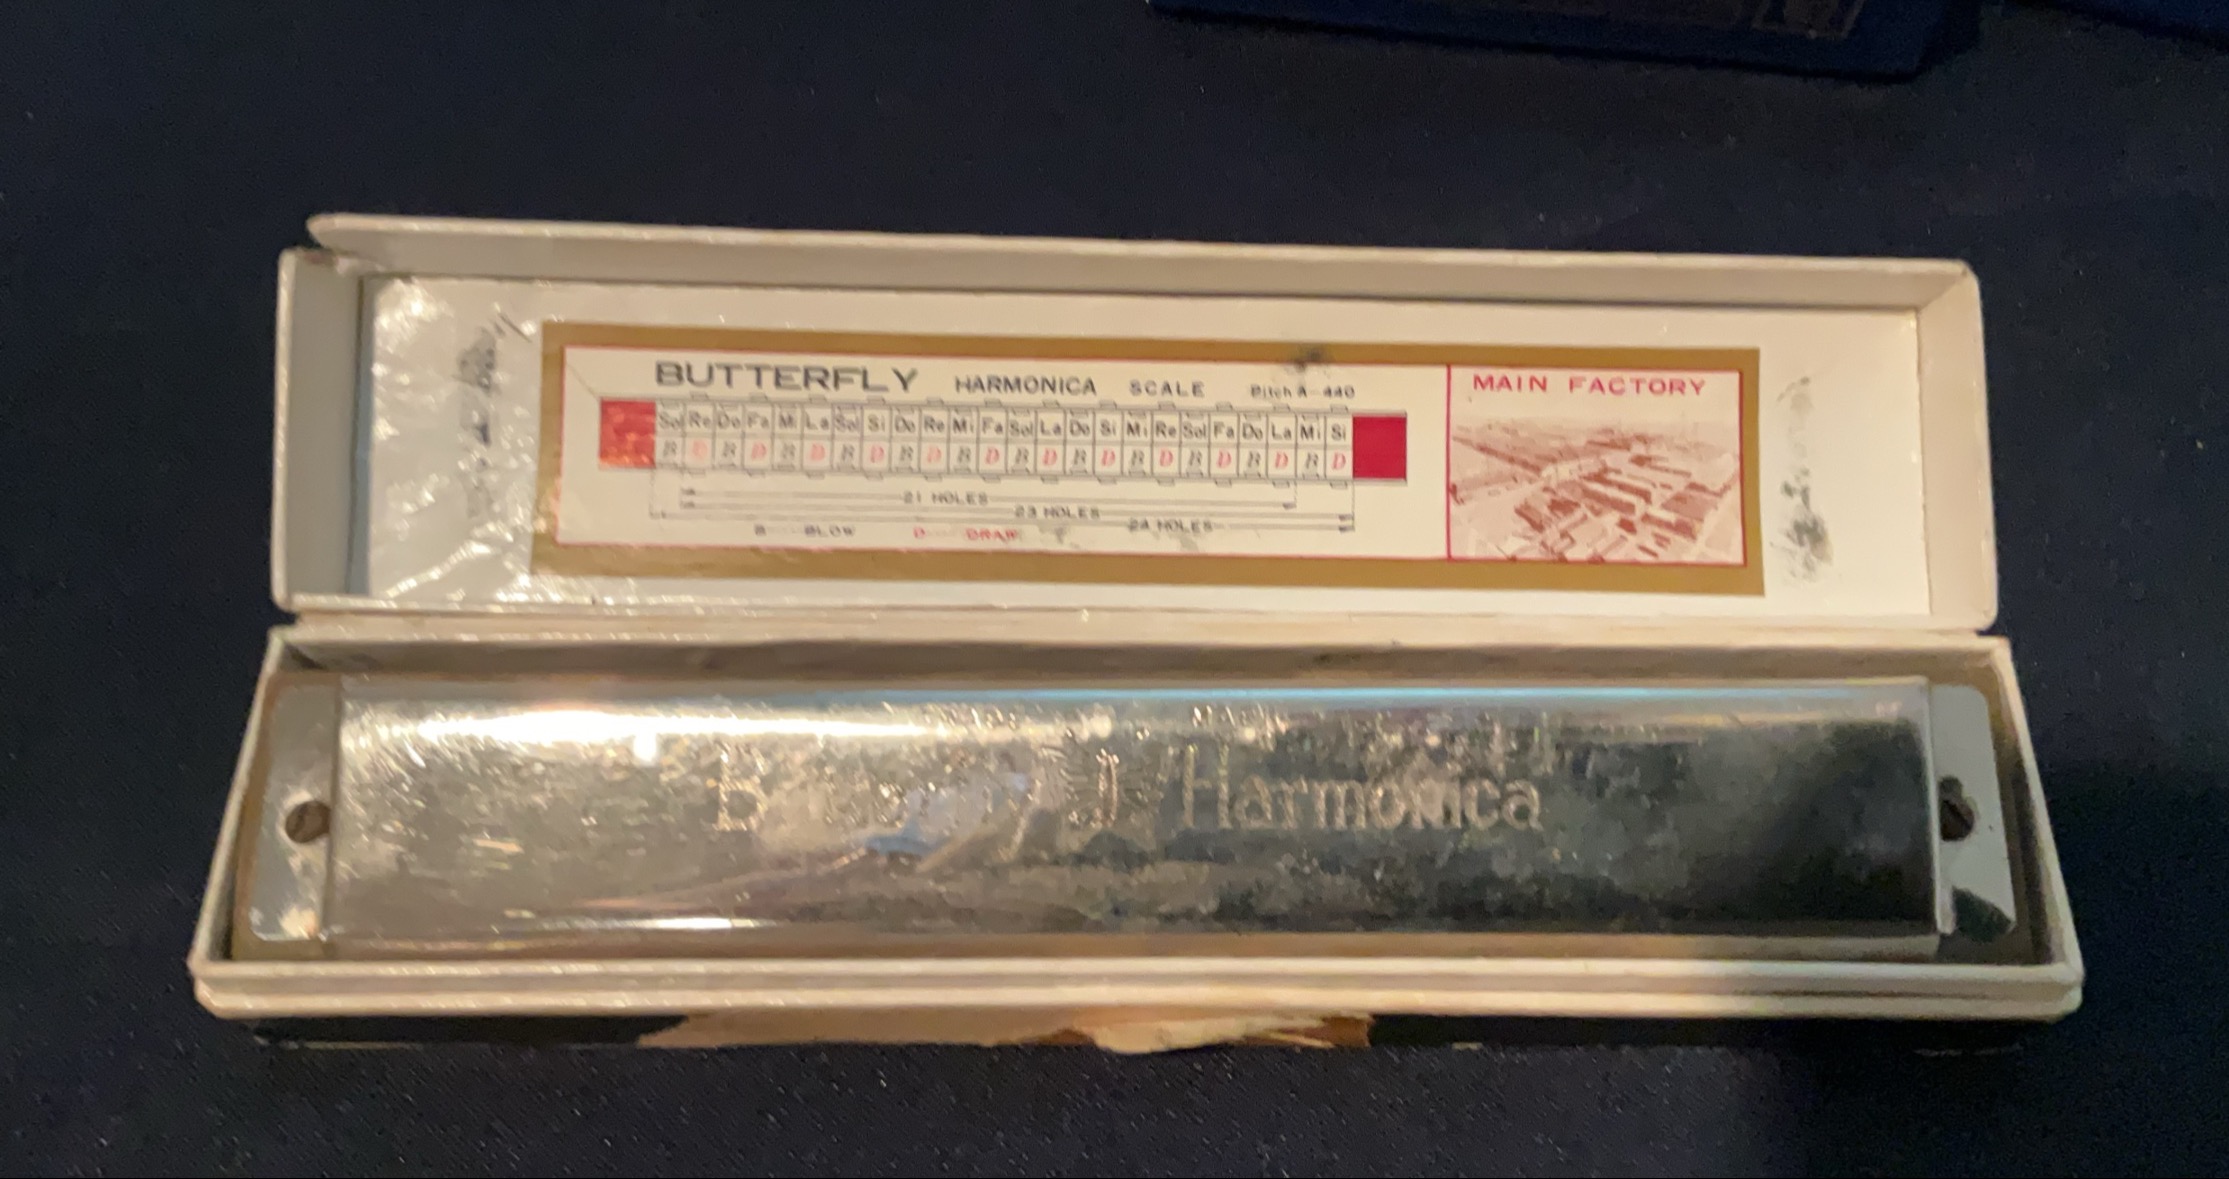 BUTTERFLY HARMONICA SCALE Pitch A-440
Sol Re Do Fa Mi La Sol Si Do Re Mi Fa Sol La Do Si Mi Re Sol Fa Do La Mi Si
B D B D B D B D B D B D B D B D B D B D B D B D
21 HOLES
23 HOLES
24 HOLES
B BLOW D DRAW
MAIN FACTORY
Butterfly Harmonica